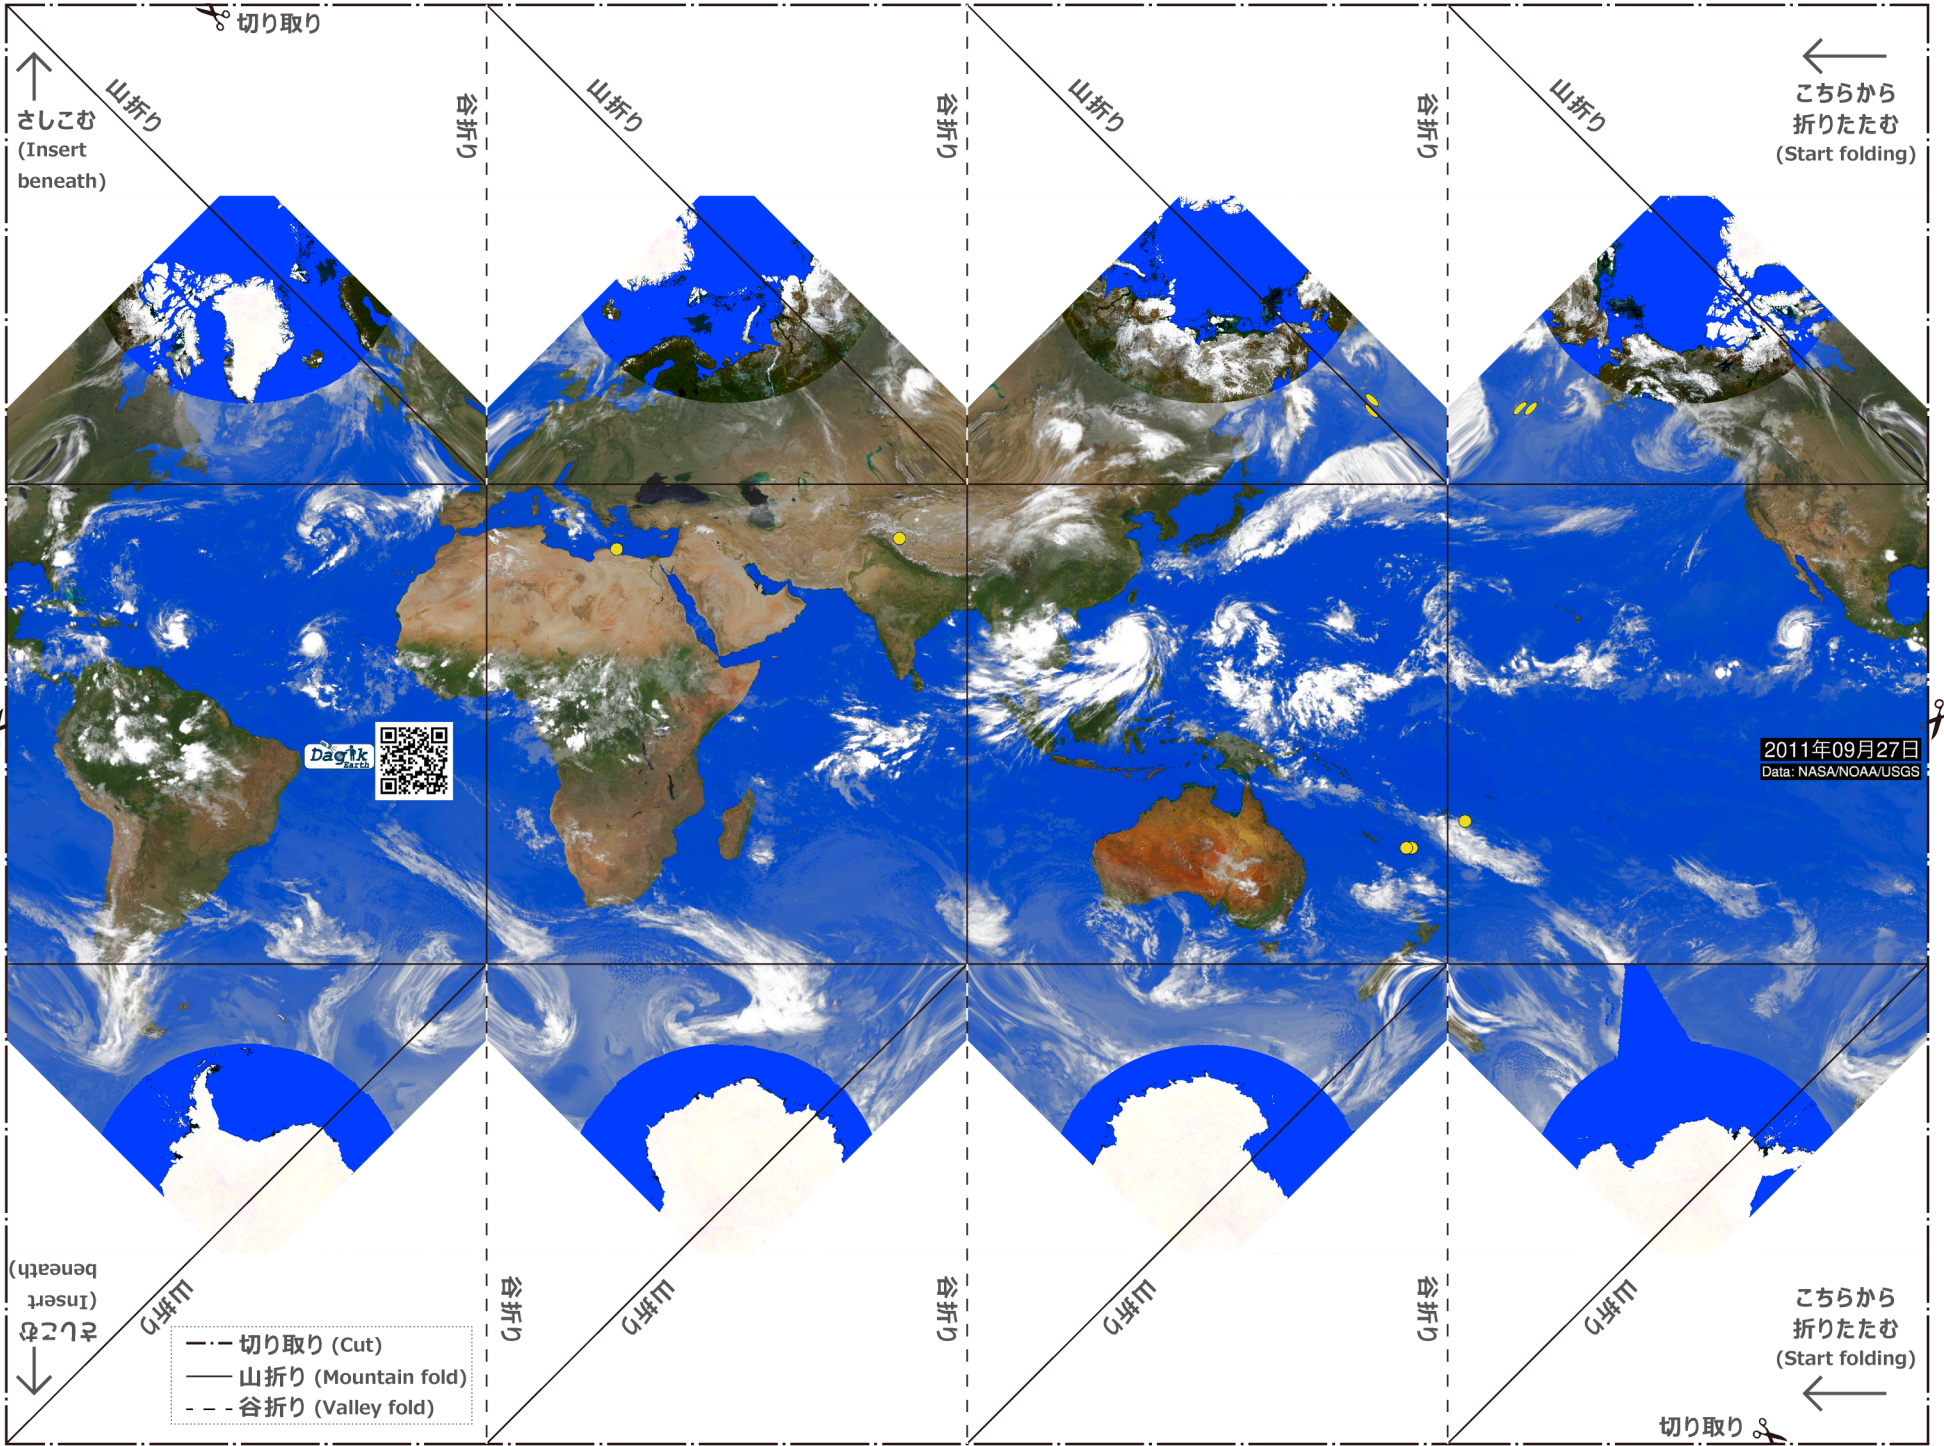 切り取り
山折り
谷折り
山折り
谷折り
山折り
谷折り
山折り
さしこむ
(Insert
beneath)
こちらから
折りたたむ
(Start folding)
Dagik
Earth
2011年09月27日
Data: NASA/NOAA/USGS
さしこむ
(Insert
beneath)
山折り
谷折り
山折り
谷折り
山折り
谷折り
山折り
こちらから
折りたたむ
(Start folding)
切り取り (Cut)
山折り (Mountain fold)
谷折り (Valley fold)
切り取り